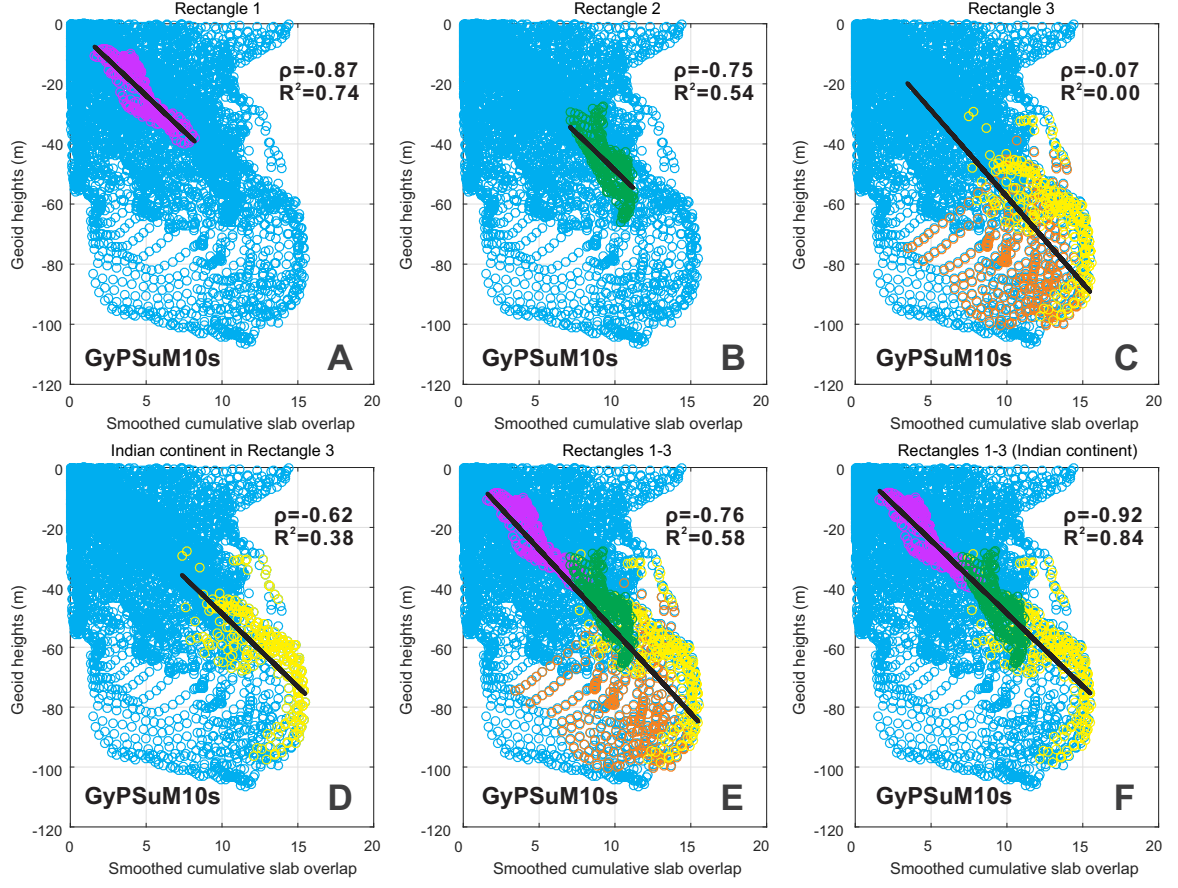 Rectangle 1
Geoid heights (m)
0
-20
-40
-60
-80
-100
-120
ρ=-0.87
R²=0.74
GyPSuM10s
A
0 5 10 15 20
Smoothed cumulative slab overlap
Rectangle 2
Geoid heights (m)
0
-20
-40
-60
-80
-100
-120
ρ=-0.75
R²=0.54
GyPSuM10s
B
0 5 10 15 20
Smoothed cumulative slab overlap
Rectangle 3
Geoid heights (m)
0
-20
-40
-60
-80
-100
-120
ρ=-0.07
R²=0.00
GyPSuM10s
C
0 5 10 15 20
Smoothed cumulative slab overlap
Indian continent in Rectangle 3
Geoid heights (m)
0
-20
-40
-60
-80
-100
-120
ρ=-0.62
R²=0.38
GyPSuM10s
D
0 5 10 15 20
Smoothed cumulative slab overlap
Rectangles 1-3
Geoid heights (m)
0
-20
-40
-60
-80
-100
-120
ρ=-0.76
R²=0.58
GyPSuM10s
E
0 5 10 15 20
Smoothed cumulative slab overlap
Rectangles 1-3 (Indian continent)
Geoid heights (m)
0
-20
-40
-60
-80
-100
-120
ρ=-0.92
R²=0.84
GyPSuM10s
F
0 5 10 15 20
Smoothed cumulative slab overlap